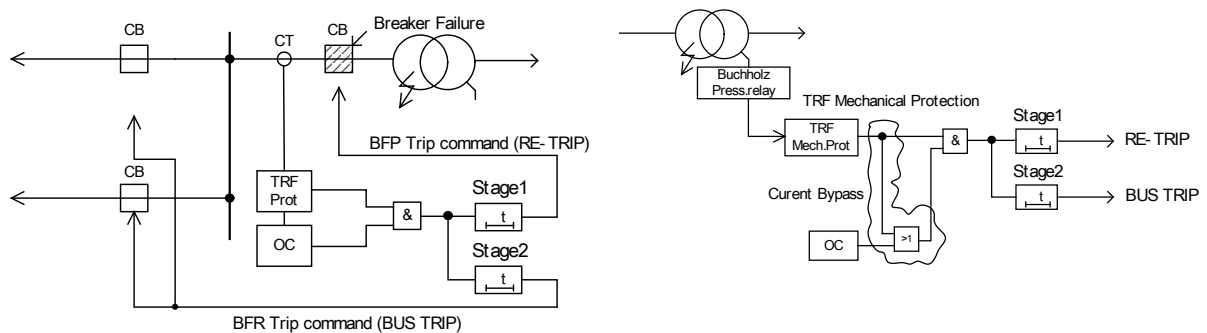 CB
CT
CB
Breaker Failure
CB
BFP Trip command (RE-TRIP)
TRF
Prot
OC
&
Stage1
t
Stage2
t
BFR Trip command (BUS TRIP)
Buchholz
Press.relay
TRF Mechanical Protection
TRF
Mech.Prot
&
Stage1
t
RE-TRIP
Stage2
t
BUS TRIP
Curent Bypass
OC
>1